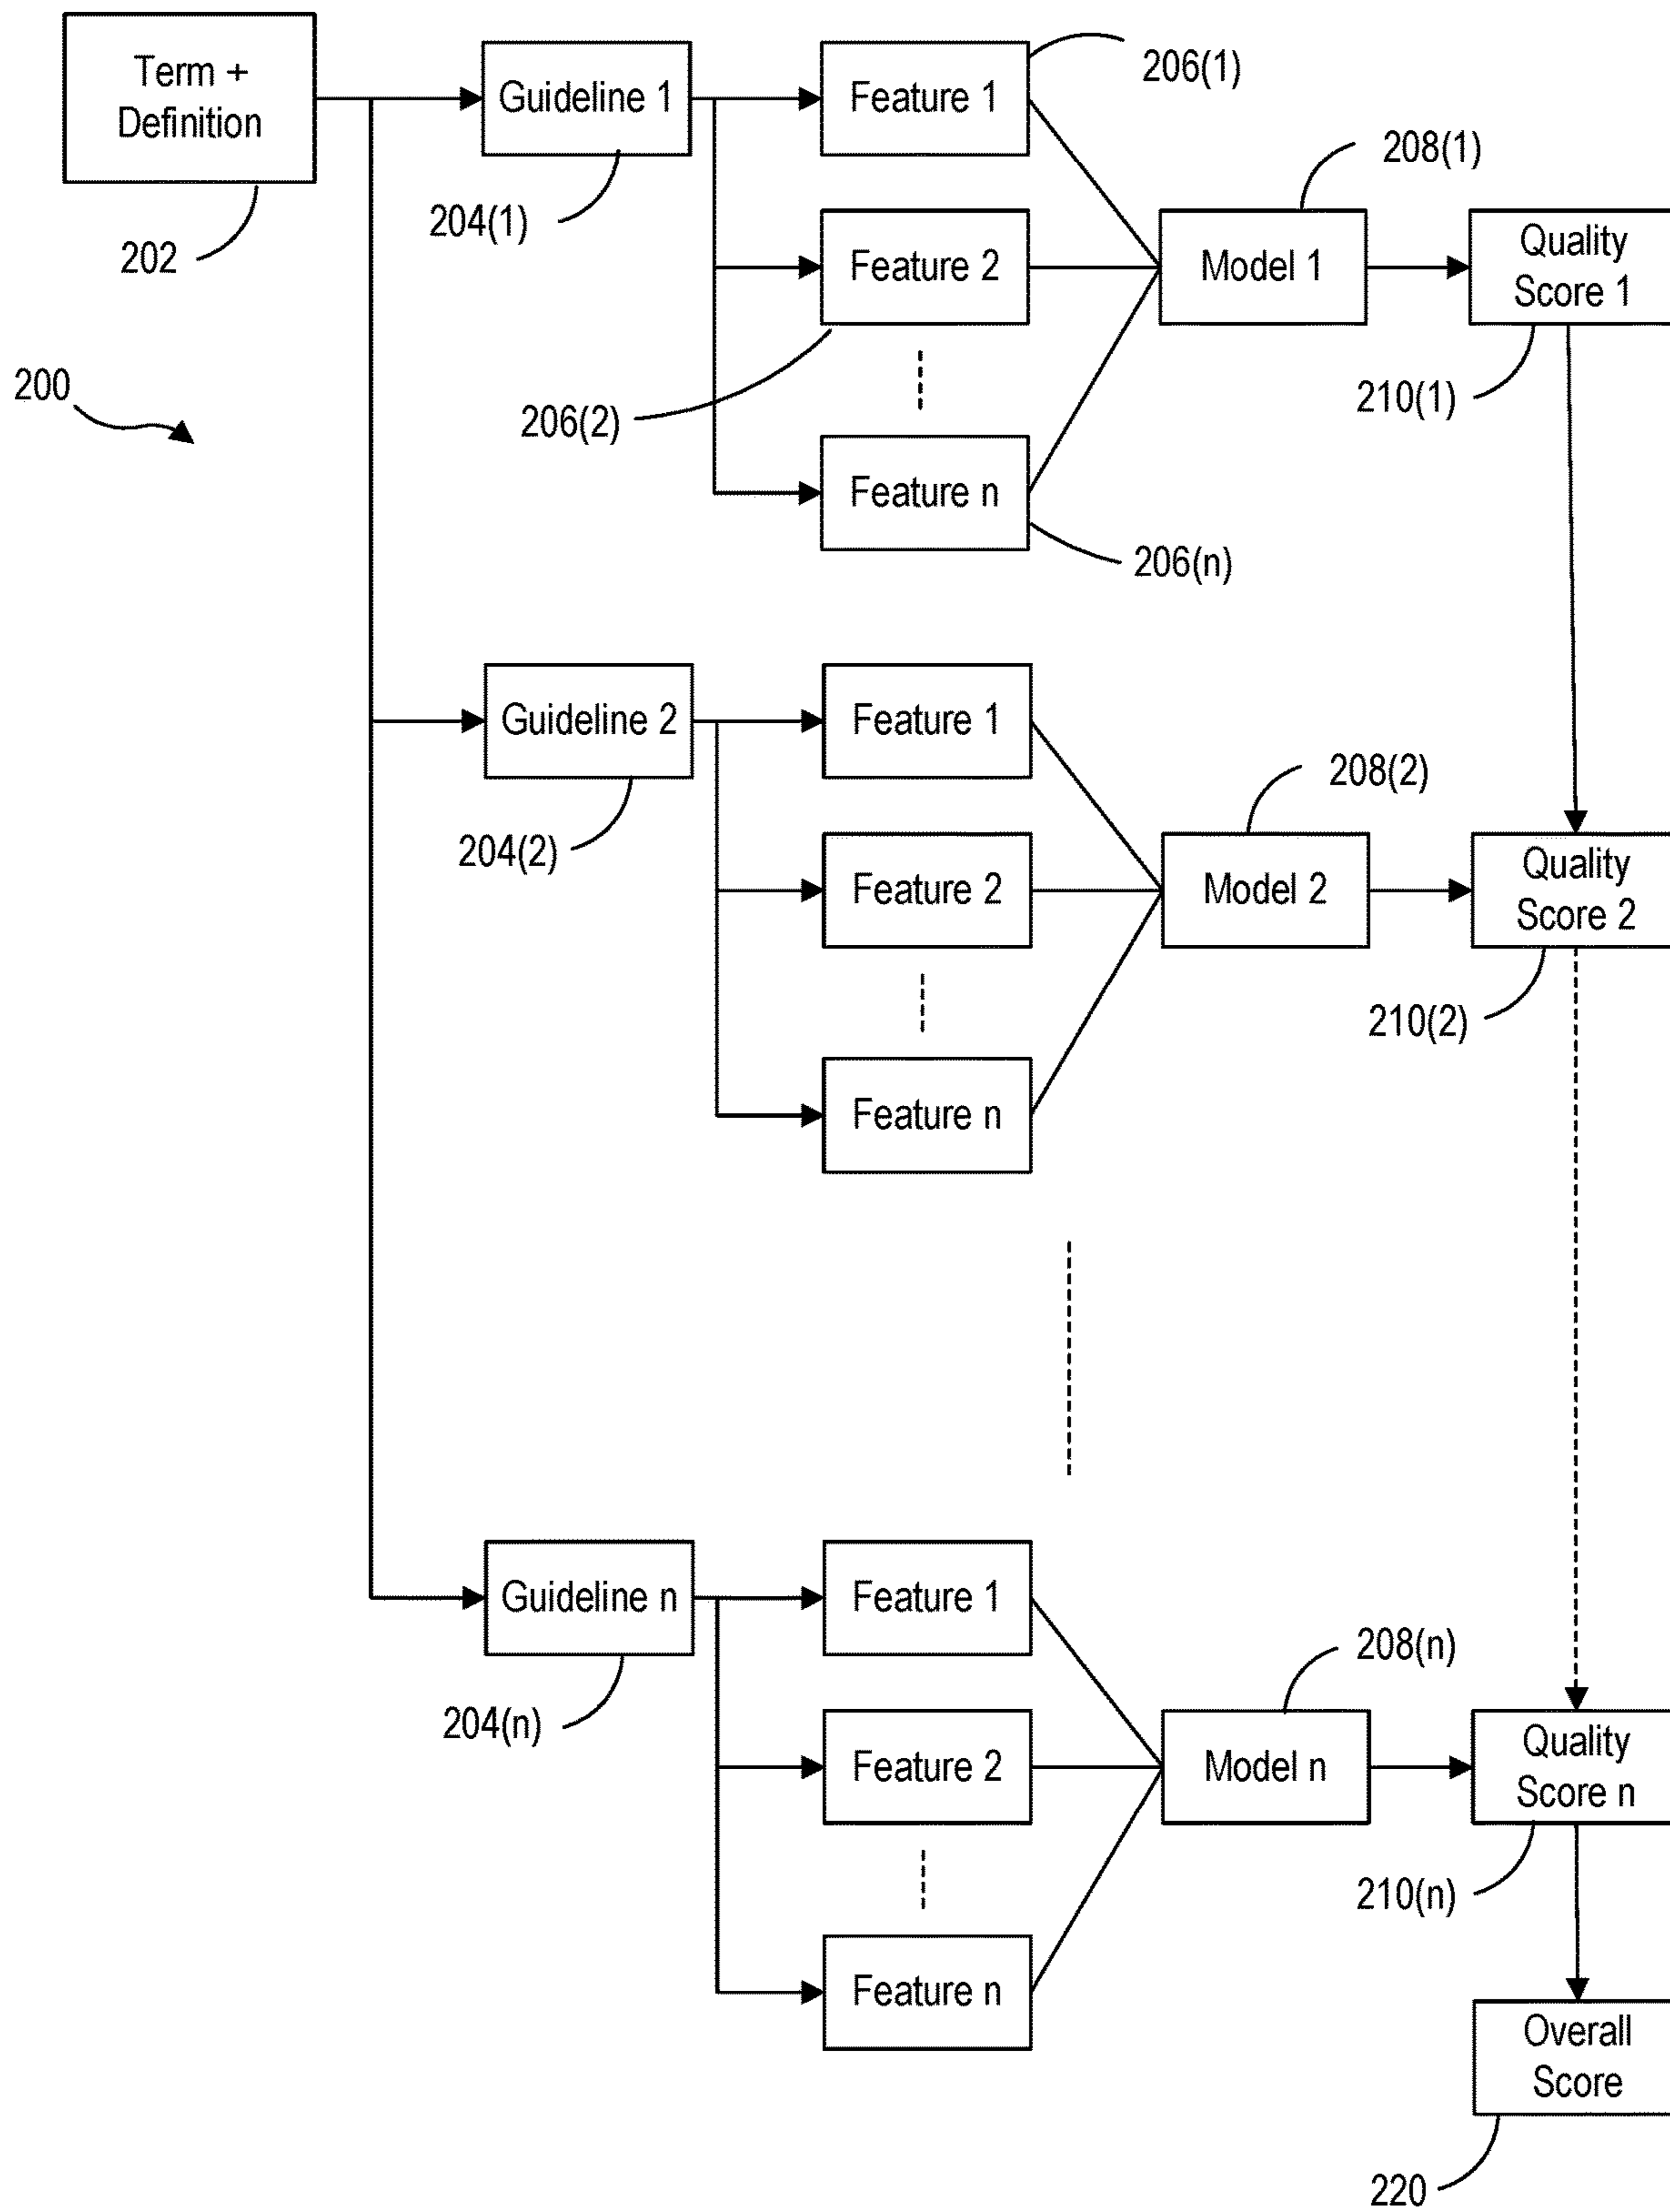 Term +
Definition
202
Guideline 1
204(1)
Feature 1
206(1)
Feature 2
206(2)
Feature n
206(n)
Model 1
208(1)
Quality
Score 1
210(1)
200
Guideline 2
204(2)
Feature 1
Feature 2
Feature n
Model 2
208(2)
Quality
Score 2
210(2)
Guideline n
204(n)
Feature 1
Feature 2
Feature n
Model n
208(n)
Quality
Score n
210(n)
Overall
Score
220